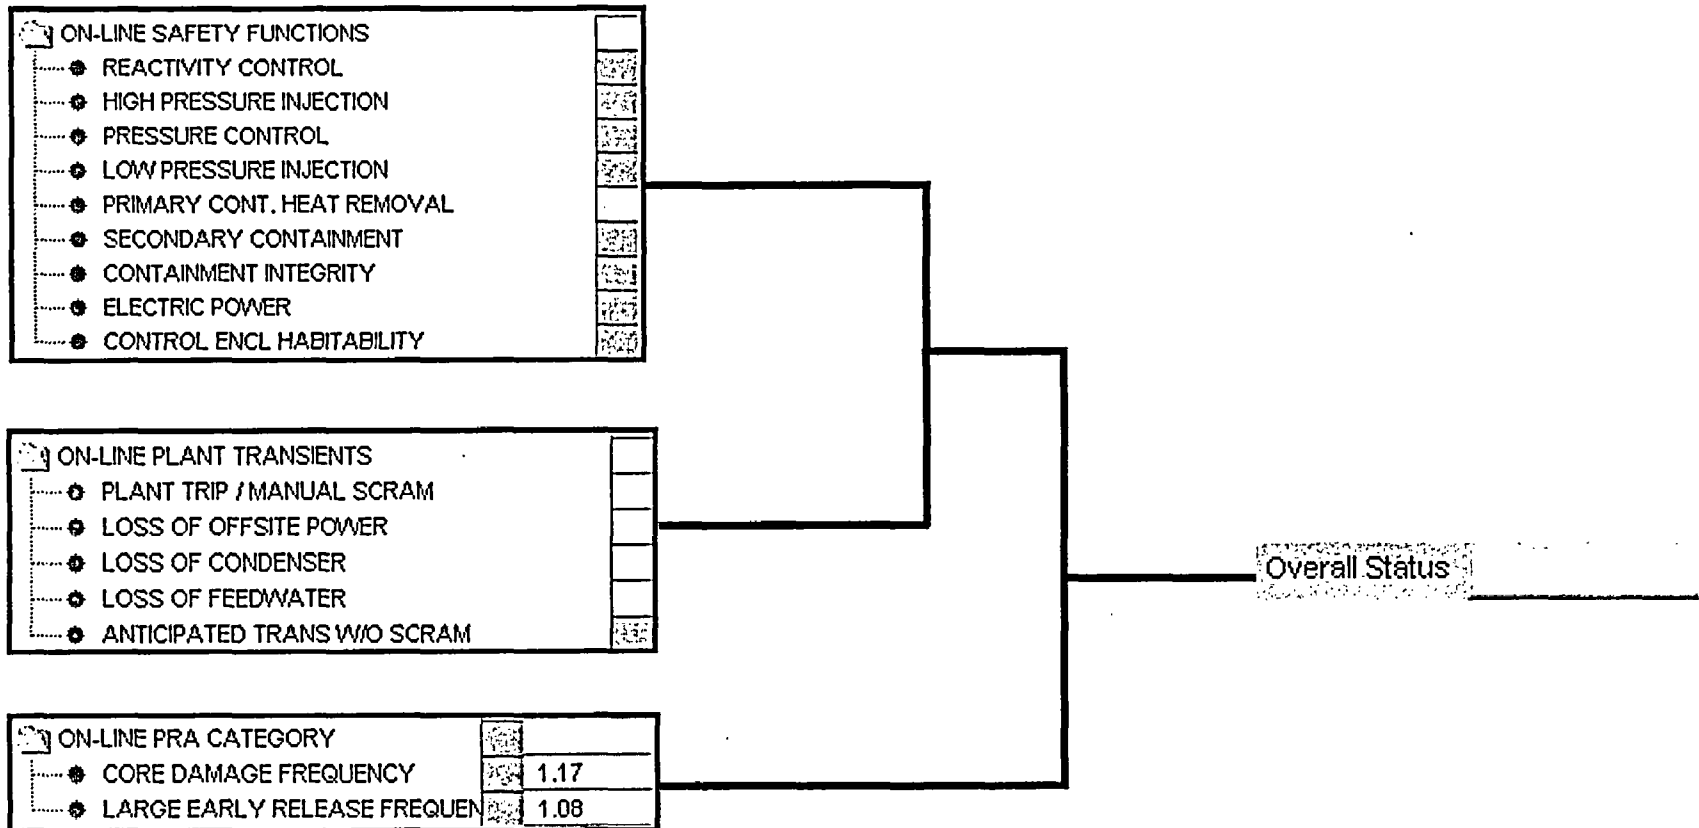 ON-LINE SAFETY FUNCTIONS
REACTIVITY CONTROL
HIGH PRESSURE INJECTION
PRESSURE CONTROL
LOW PRESSURE INJECTION
PRIMARY CONT. HEAT REMOVAL
SECONDARY CONTAINMENT
CONTAINMENT INTEGRITY
ELECTRIC POWER
CONTROL ENCL HABITABILITY
ON-LINE PLANT TRANSIENTS
PLANT TRIP / MANUAL SCRAM
LOSS OF OFFSITE POWER
LOSS OF CONDENSER
LOSS OF FEEDWATER
ANTICIPATED TRANS W/O SCRAM
Overall Status
ON-LINE PRA CATEGORY
CORE DAMAGE FREQUENCY 1.17
LARGE EARLY RELEASE FREQUEN 1.08